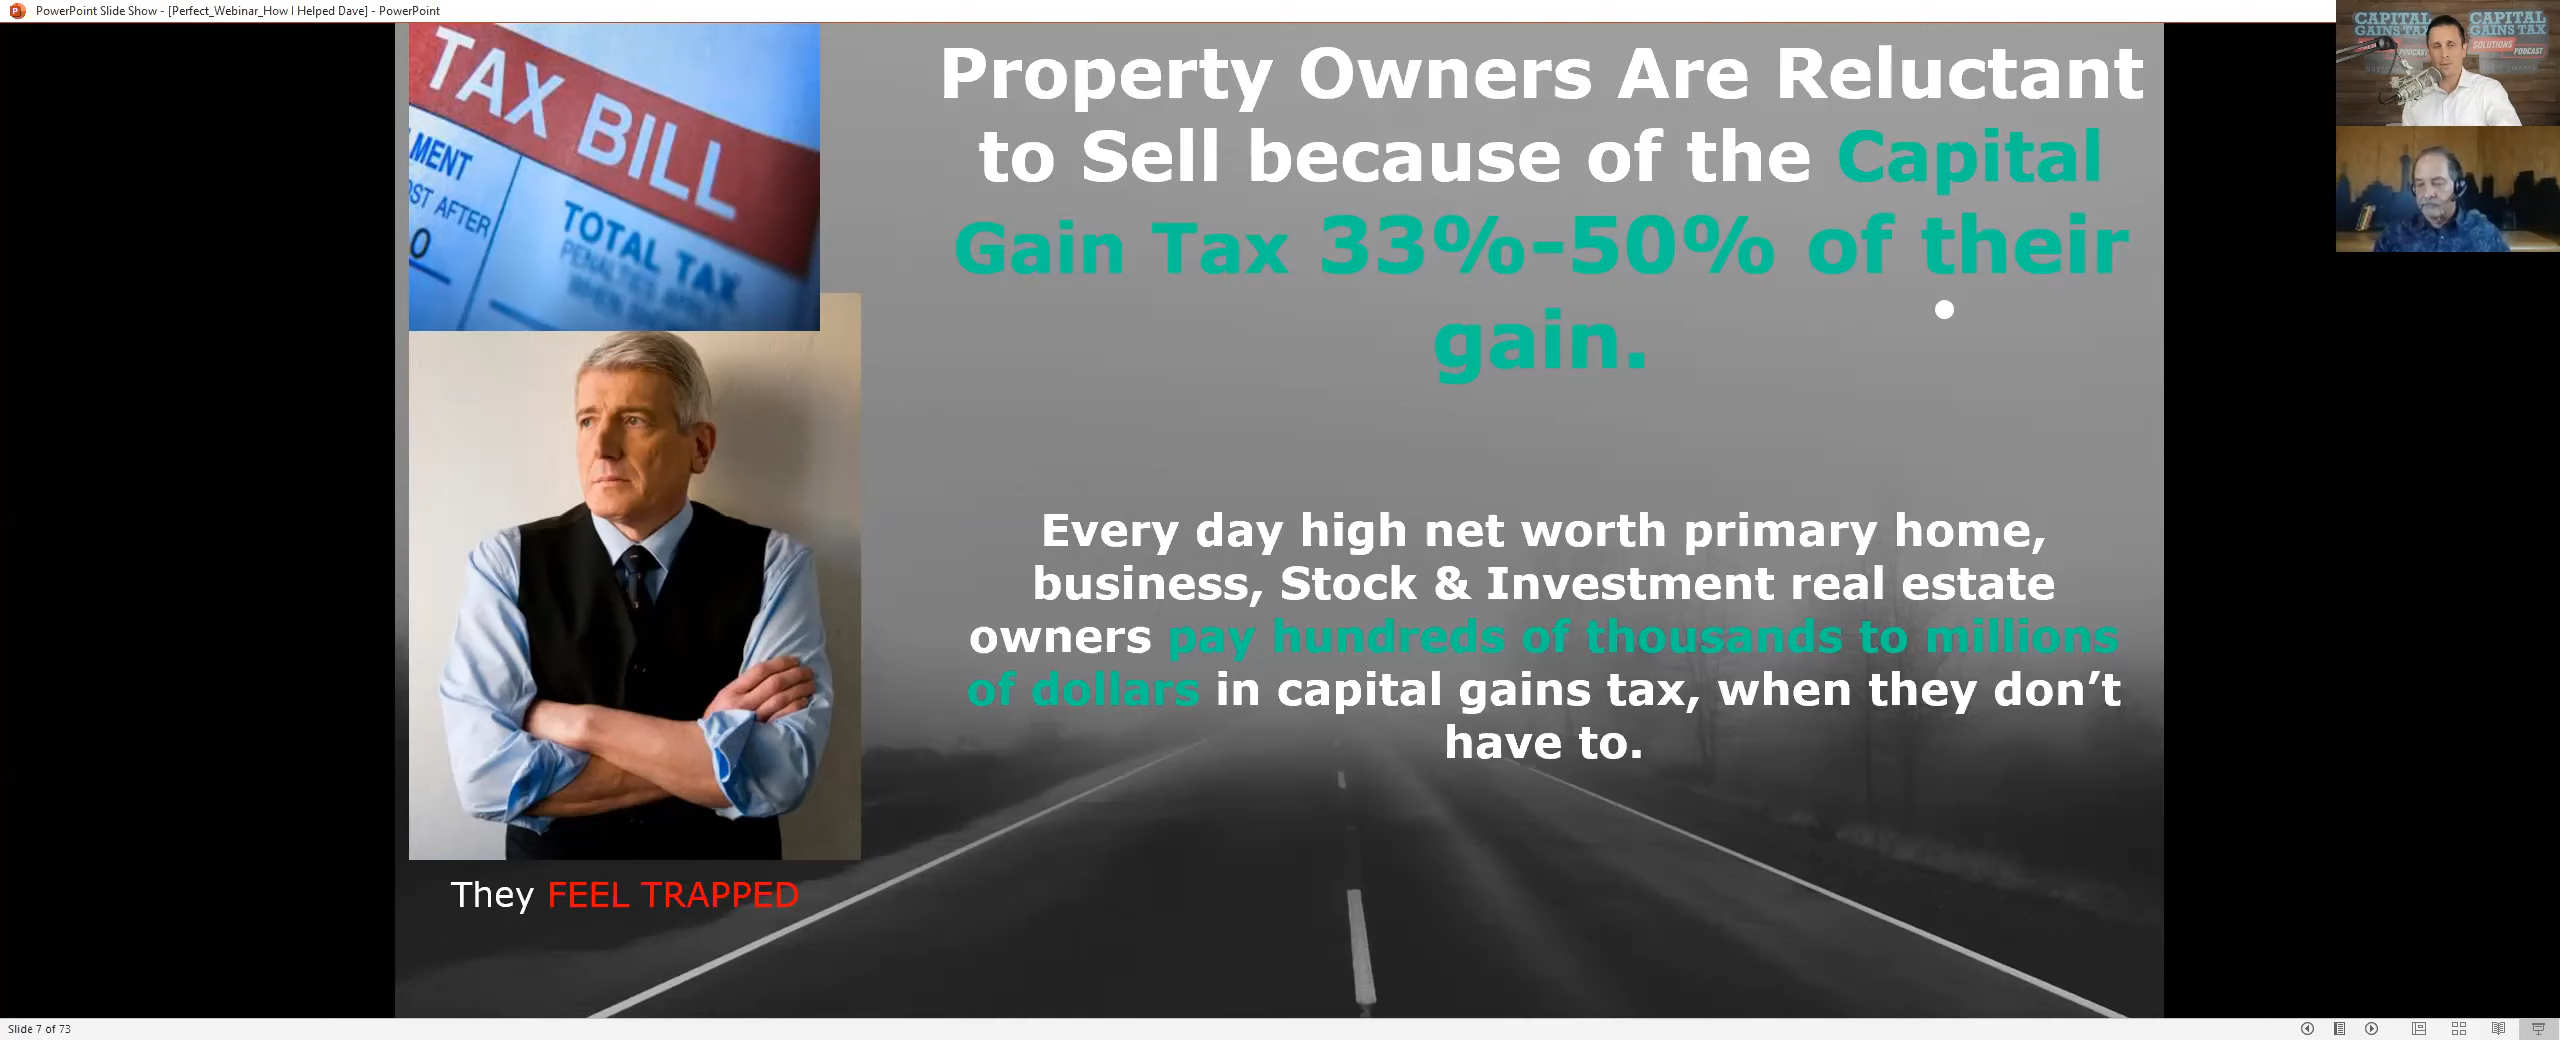 PowerPoint Slide Show - [Perfect_Webinar_How I Helped Dave] - PowerPoint
CAPITAL
GAINS TAX
PODCAST
CAPITAL
GAINS TAX
SOLUTIONS
PODCAST
TAX BILL
MENT
ST AFTER
0
TOTAL TAX
Property Owners Are Reluctant
to Sell because of the Capital
Gain Tax 33%-50% of their
gain.
Every day high net worth primary home,
business, Stock & Investment real estate
owners pay hundreds of thousands to millions
of dollars in capital gains tax, when they don’t
have to.
They FEEL TRAPPED
Slide 7 of 73